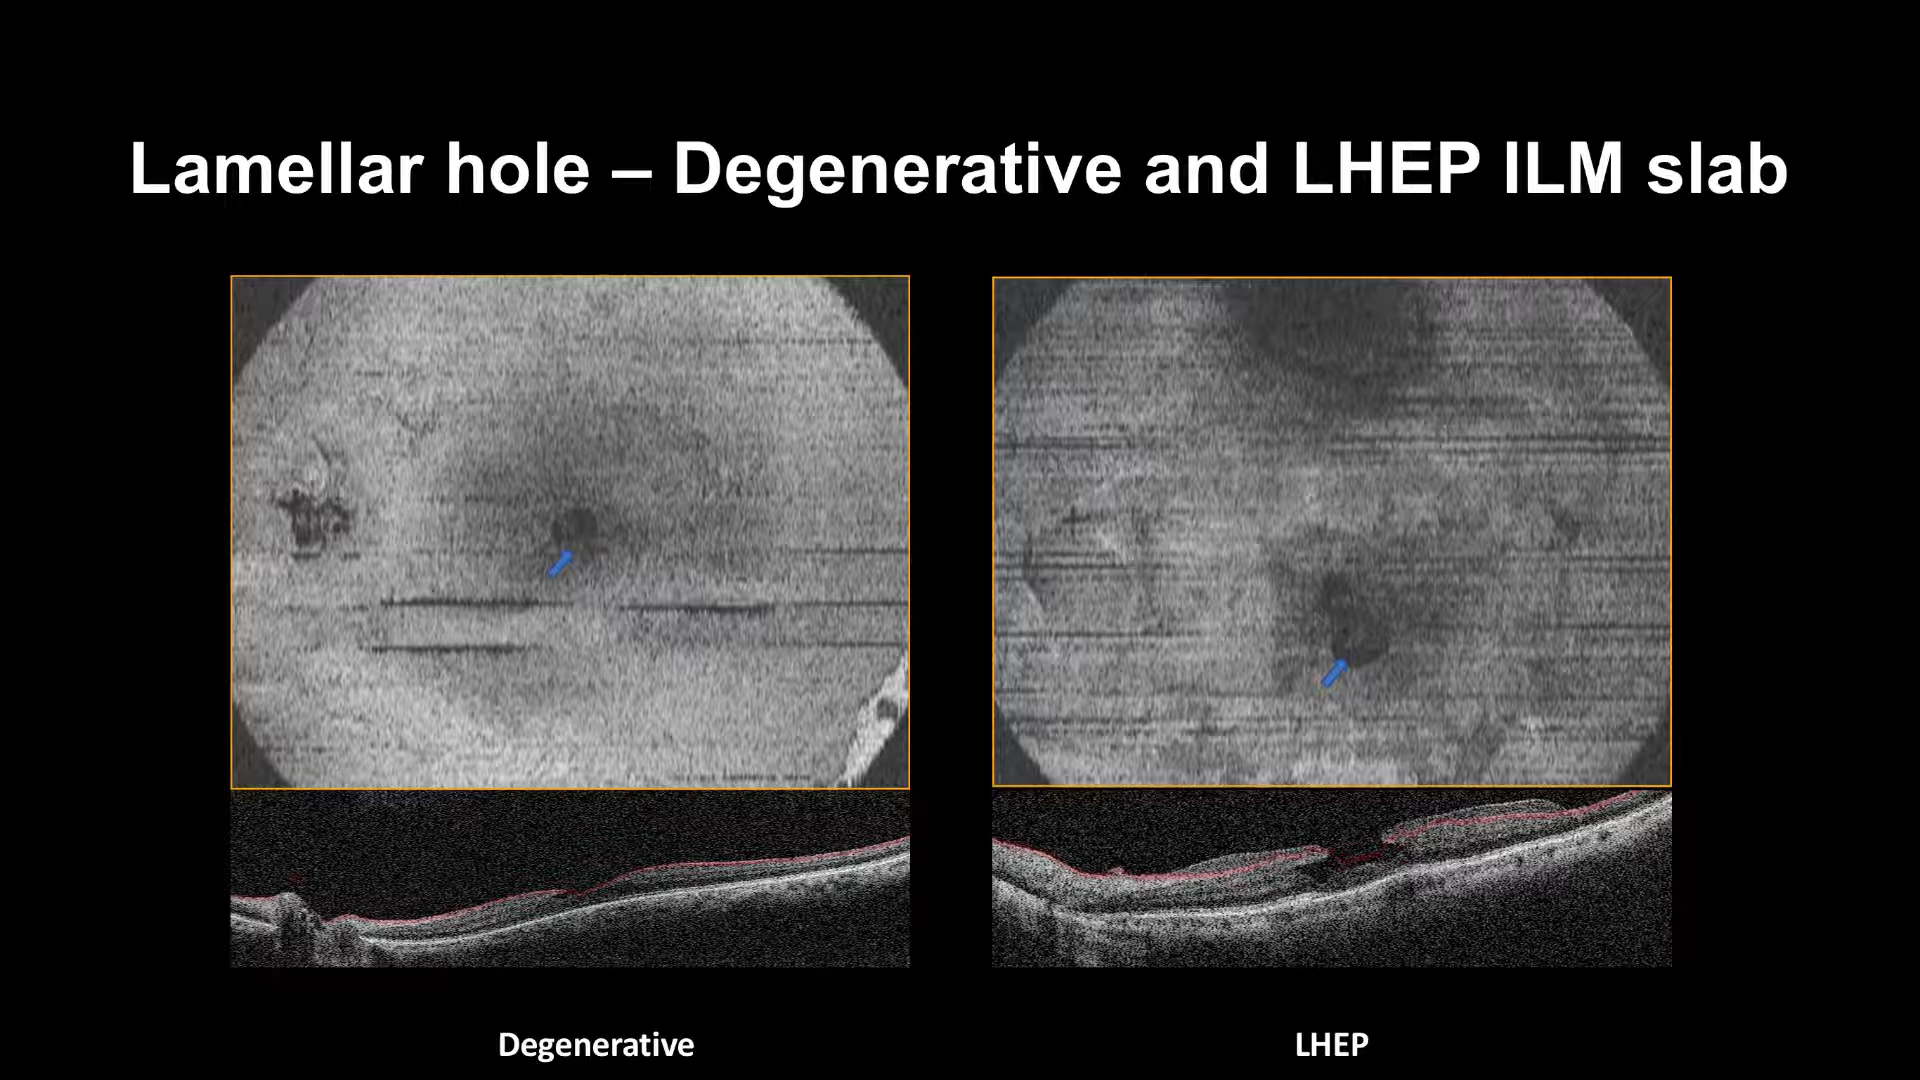 Lamellar hole – Degenerative and LHEP ILM slab
Degenerative
LHEP